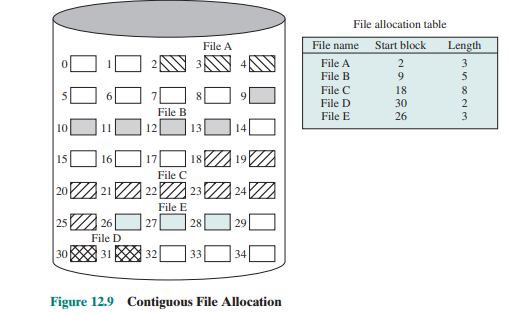 File allocation table
File A
File name Start block Length
0 1 2 3 4
File A 2 3
File B 9 5
File C 18 8
File D 30 2
File E 26 3
5 6 7 8 9
File B
10 11 12 13 14
15 16 17 18 19
File C
20 21 22 23 24
File E
25 26 27 28 29
File D
30 31 32 33 34
Figure 12.9 Contiguous File Allocation